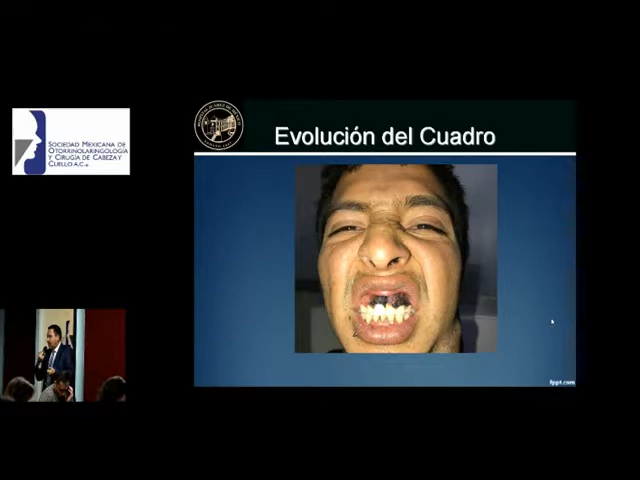 SOCIEDAD MEXICANA DE
OTORRINOLARINGOLOGÍA
Y CIRUGÍA DE CABEZA Y
CUELLO A.C.
Evolución del Cuadro
fppt.com